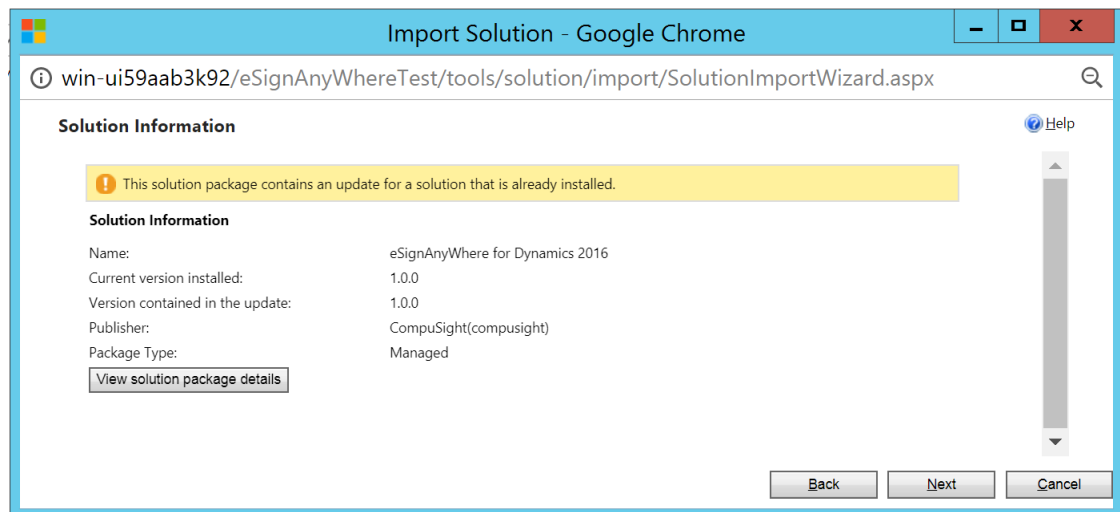 Import Solution - Google Chrome
win-ui59aab3k92/eSignAnyWhereTest/tools/solution/import/SolutionImportWizard.aspx
Solution Information
Help
This solution package contains an update for a solution that is already installed.
Solution Information
Name: eSignAnyWhere for Dynamics 2016
Current version installed: 1.0.0
Version contained in the update: 1.0.0
Publisher: CompuSight(compusight)
Package Type: Managed
View solution package details
Back Next Cancel